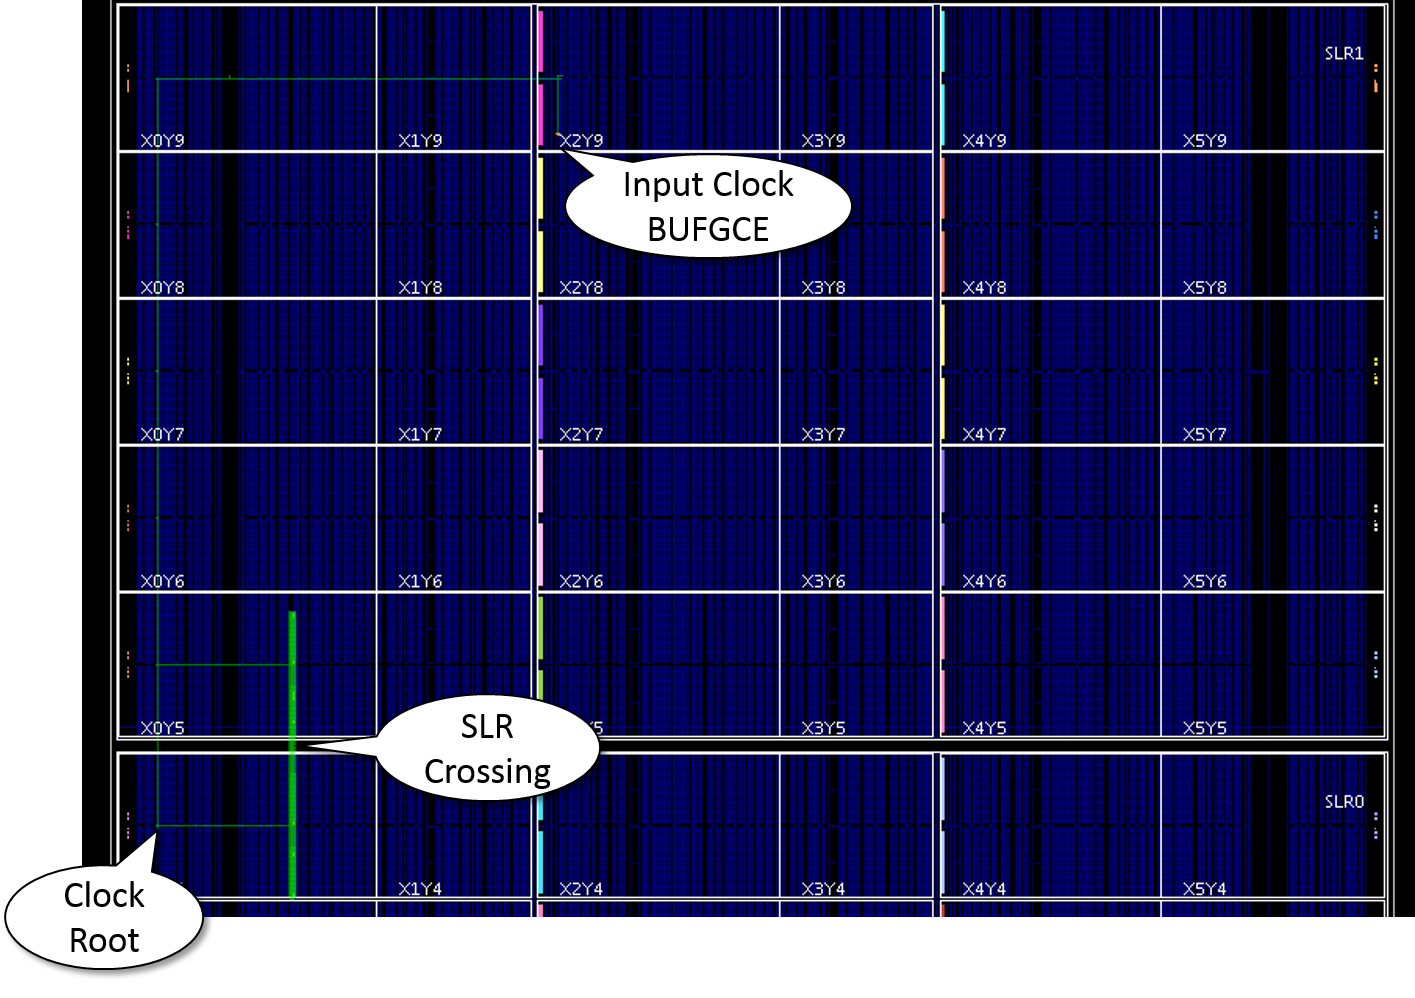 SLR1
X0Y9 X1Y9 X2Y9 X3Y9 X4Y9 X5Y9
Input Clock
BUFGCE
X0Y8 X1Y8 X2Y8 X3Y8 X4Y8 X5Y8
X0Y7 X1Y7 X2Y7 X3Y7 X4Y7 X5Y7
X0Y6 X1Y6 X2Y6 X3Y6 X4Y6 X5Y6
X0Y5 5 X3Y5 X4Y5 X5Y5
SLR
Crossing
SLR0
X1Y4 X2Y4 X3Y4 X4Y4 X5Y4
Clock
Root